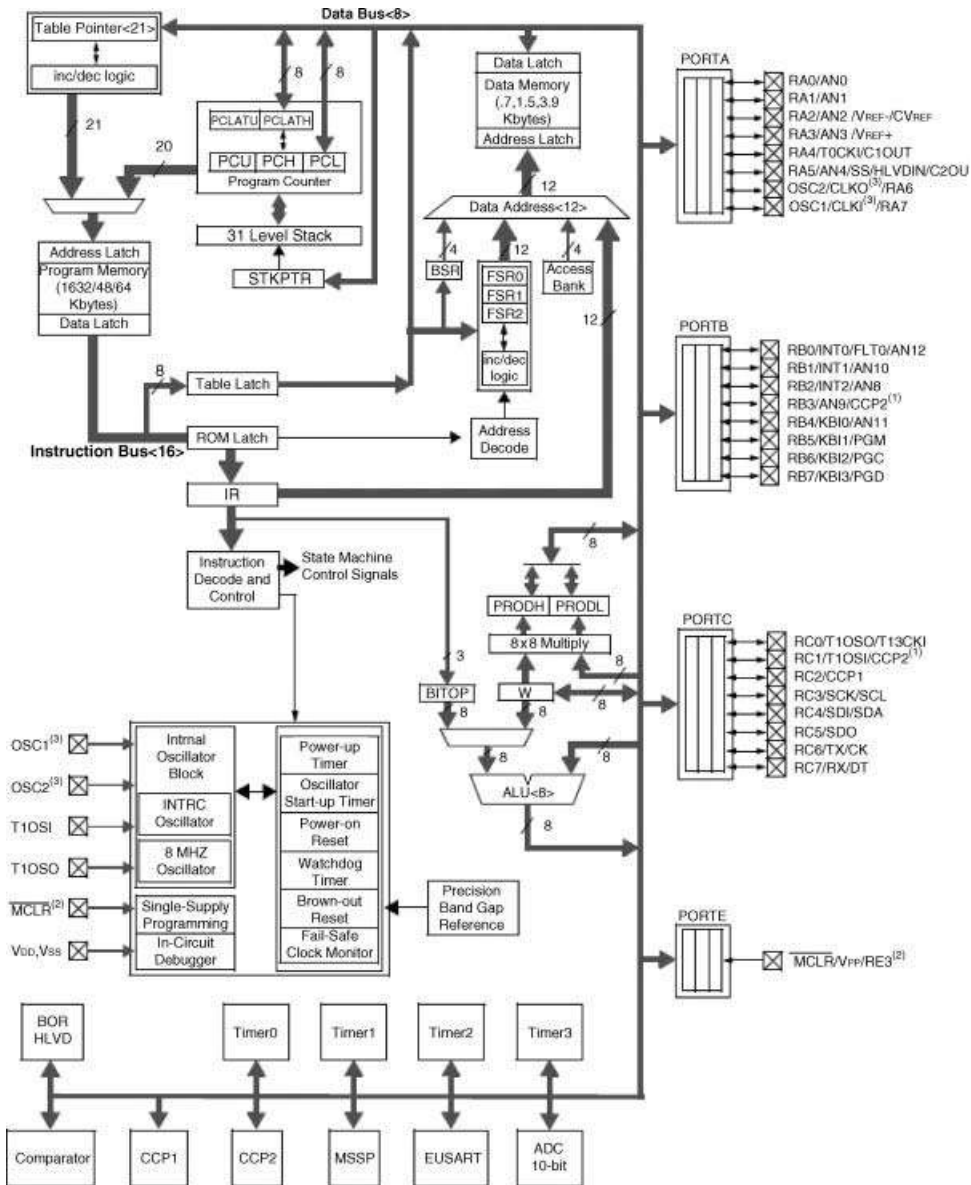 Data Bus<8>
Table Pointer<21>
inc/dec logic
21
20
8
8
PCLATU
PCLATH
PCU
PCH
PCL
Program Counter
31 Level Stack
STKPTR
Data Latch
Data Memory
(.7,1.5,3.9
Kbytes)
Address Latch
12
Data Address<12>
4
12
4
BSR
FSR0
FSR1
FSR2
inc/dec
logic
Access
Bank
12
Address
Decode
Address Latch
Program Memory
(1632/48/64
Kbytes)
Data Latch
8
Table Latch
ROM Latch
Instruction Bus<16>
IR
Instruction
Decode and
Control
State Machine
Control Signals
8
PRODH
PRODL
8x8 Multiply
3
8
BITOP
W
8
8
8
8
8
ALU<8>
8
PORTA
RA0/AN0
RA1/AN1
RA2/AN2 /VREF-/CVREF
RA3/AN3 /VREF+
RA4/T0CKI/C1OUT
RA5/AN4/SS/HLVDIN/C2OU
OSC2/CLKO(3)/RA6
OSC1/CLKI(3)/RA7
PORTB
RB0/INT0/FLT0/AN12
RB1/INT1/AN10
RB2/INT2/AN8
RB3/AN9/CCP2(1)
RB4/KBI0/AN11
RB5/KBI1/PGM
RB6/KBI2/PGC
RB7/KBI3/PGD
PORTC
RC0/T1OSO/T13CKI
RC1/T1OSI/CCP2(1)
RC2/CCP1
RC3/SCK/SCL
RC4/SDI/SDA
RC5/SDO
RC6/TX/CK
RC7/RX/DT
PORTE
MCLR/VPP/RE3(2)
OSC1(3)
OSC2(3)
T1OSI
T1OSO
MCLR(2)
VDD,VSS
Intrnal
Oscillator
Block
INTRC
Oscillator
8 MHZ
Oscillator
Single-Supply
Programming
In-Circuit
Debugger
Power-up
Timer
Oscillator
Start-up Timer
Power-on
Reset
Watchdog
Timer
Brown-out
Reset
Fail-Safe
Clock Monitor
Precision
Band Gap
Reference
BOR
HLVD
Timer0
Timer1
Timer2
Timer3
Comparator
CCP1
CCP2
MSSP
EUSART
ADC
10-bit